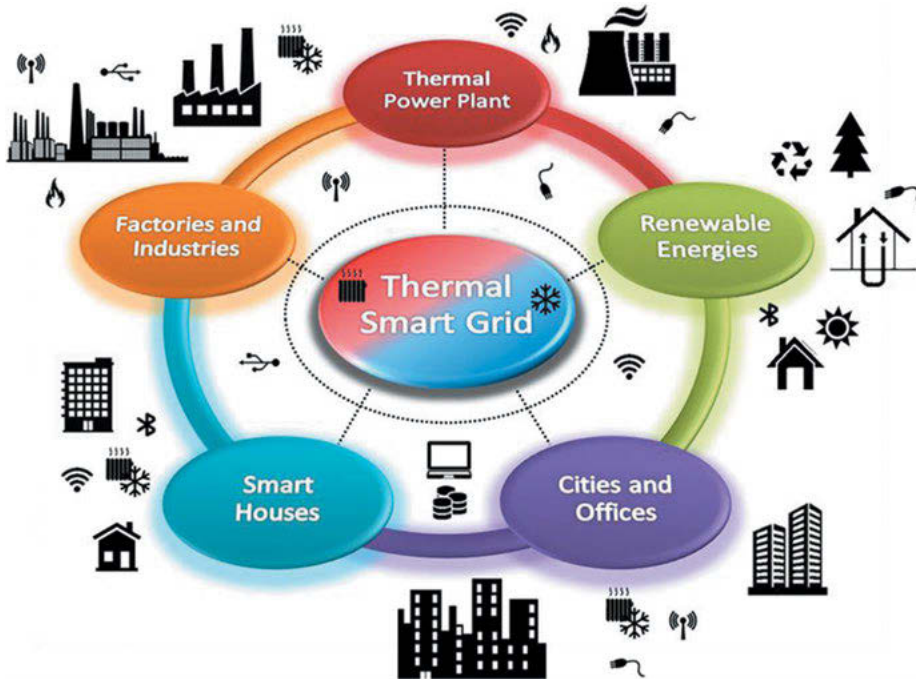 Thermal
Power Plant
Factories and
Industries
Renewable
Energies
Thermal
Smart Grid
Smart
Houses
Cities and
Offices